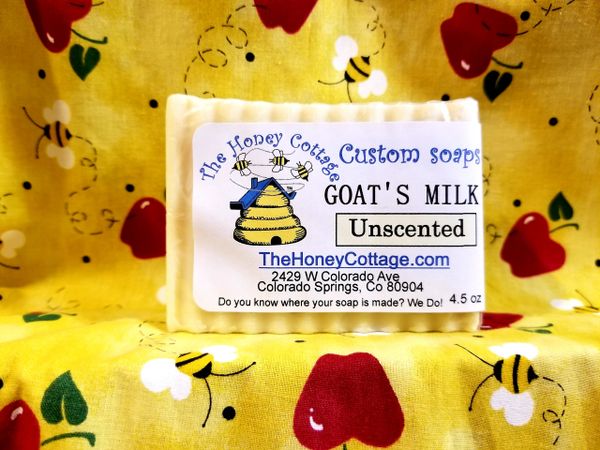 The Honey Cottage
Custom soaps
GOAT'S MILK
Unscented
TheHoneyCottage.com
2429 W Colorado Ave
Colorado Springs, Co 80904
Do you know where your soap is made? We Do! 4.5 oz